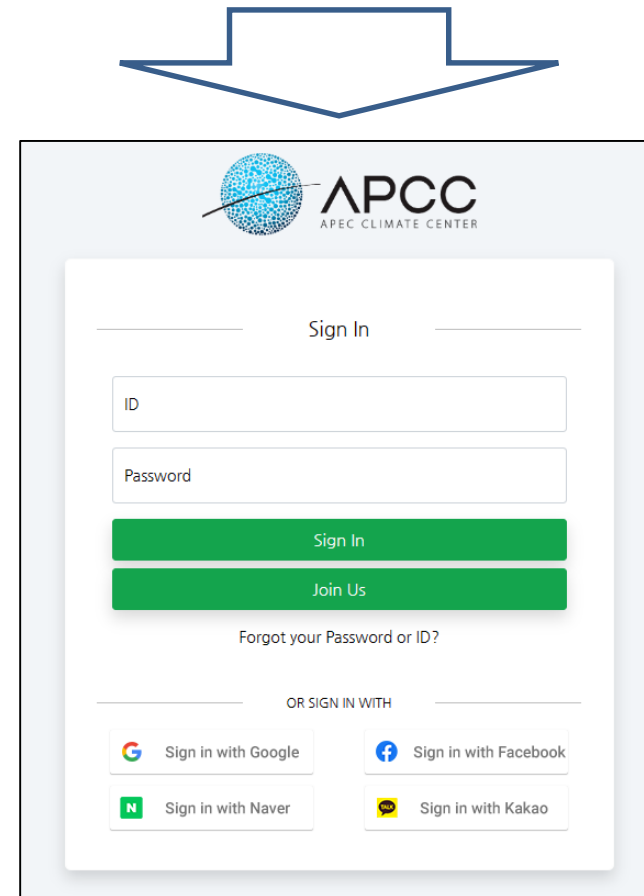 APCC
APEC CLIMATE CENTER
Sign In
ID
Password
Sign In
Join Us
Forgot your Password or ID?
OR SIGN IN WITH
G Sign in with Google
f Sign in with Facebook
N Sign in with Naver
TALK Sign in with Kakao